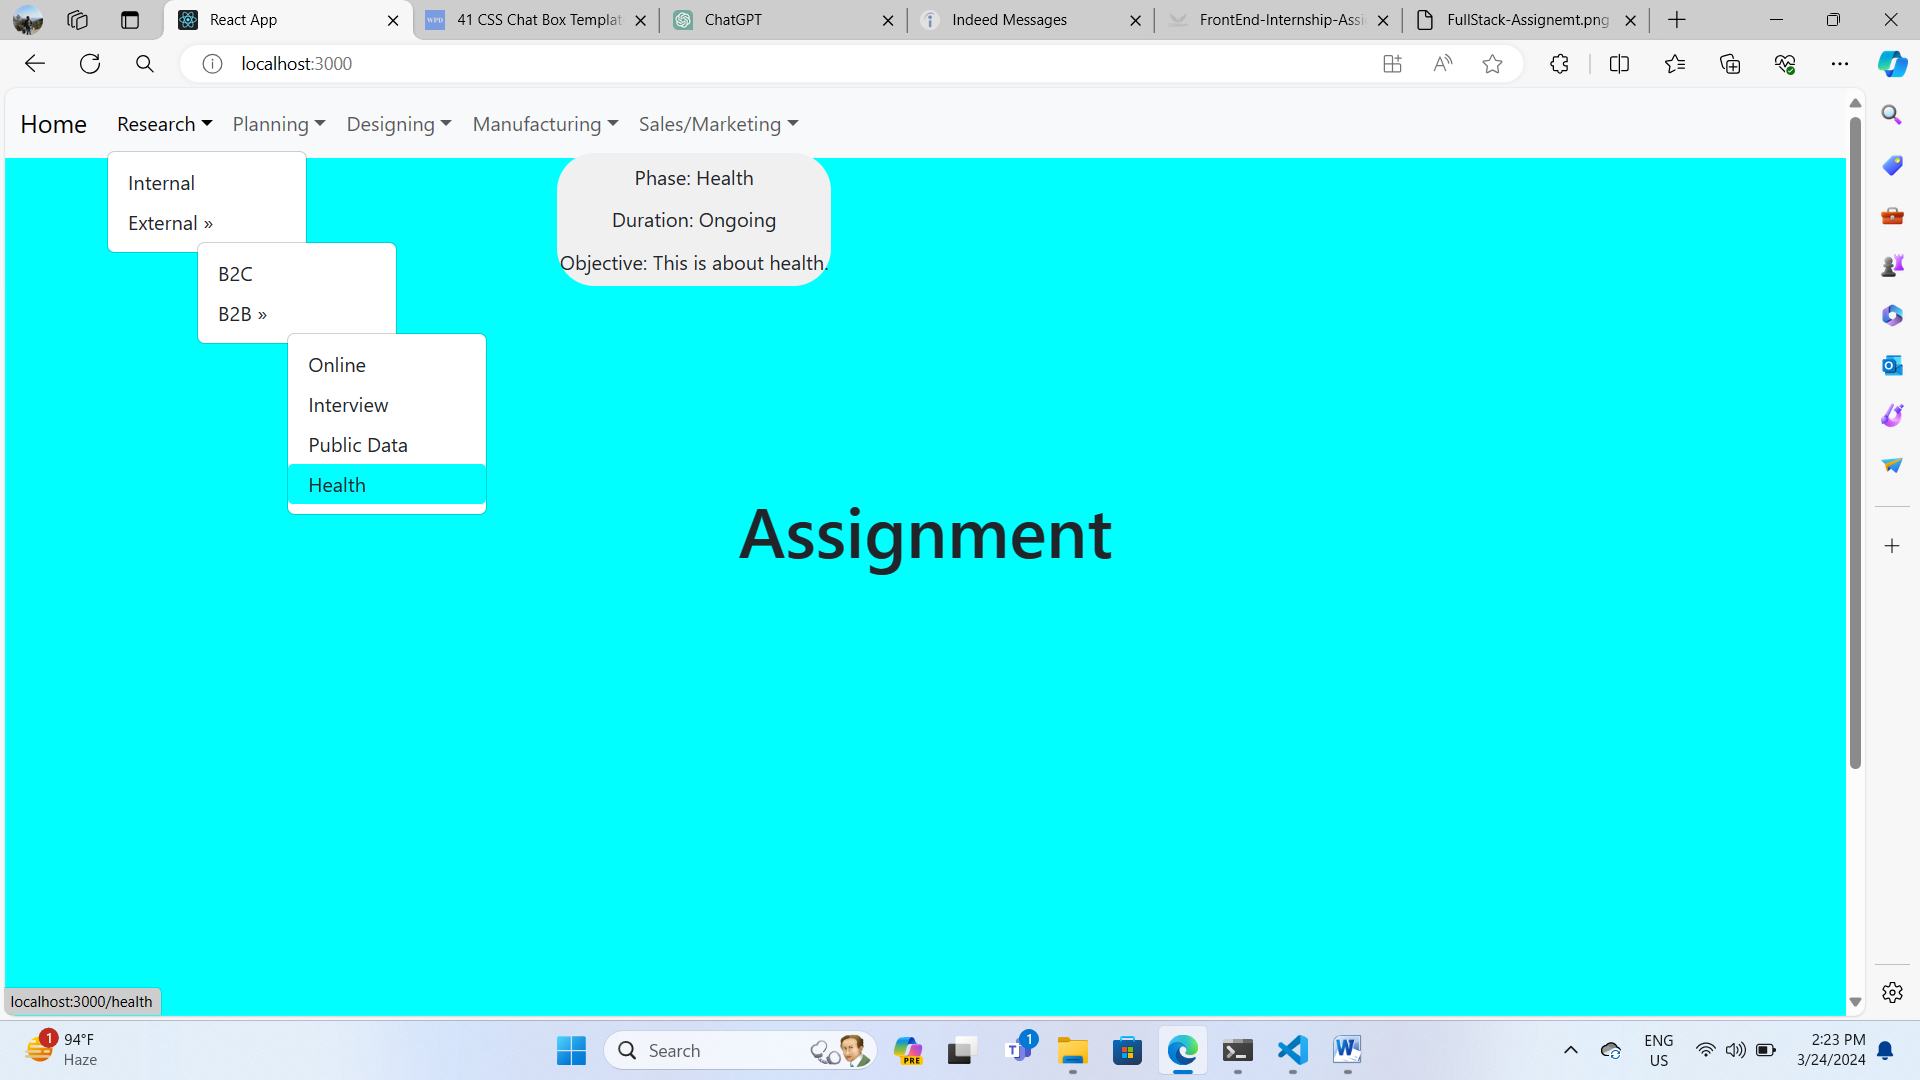 React App
41 CSS Chat Box Templat
ChatGPT
Indeed Messages
FrontEnd-Internship-Assi
FullStack-Assignemt.png
localhost:3000
Home
Research
Planning
Designing
Manufacturing
Sales/Marketing
Internal
External »
B2C
B2B »
Online
Interview
Public Data
Health
Phase: Health
Duration: Ongoing
Objective: This is about health.
Assignment
localhost:3000/health
1
94°F
Haze
Search
PRE
1
ENG
US
2:23 PM
3/24/2024